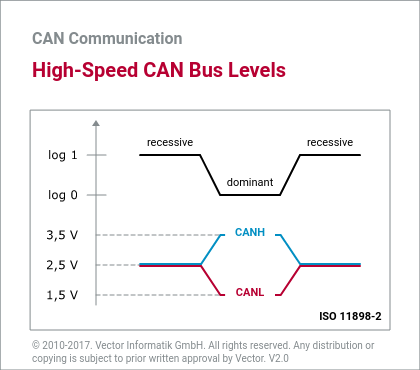 CAN Communication
High-Speed CAN Bus Levels
recessive recessive
log 1
dominant
log 0
3,5 V CANH
2,5 V
1,5 V CANL
ISO 11898-2
© 2010-2017. Vector Informatik GmbH. All rights reserved. Any distribution or
copying is subject to prior written approval by Vector. V2.0